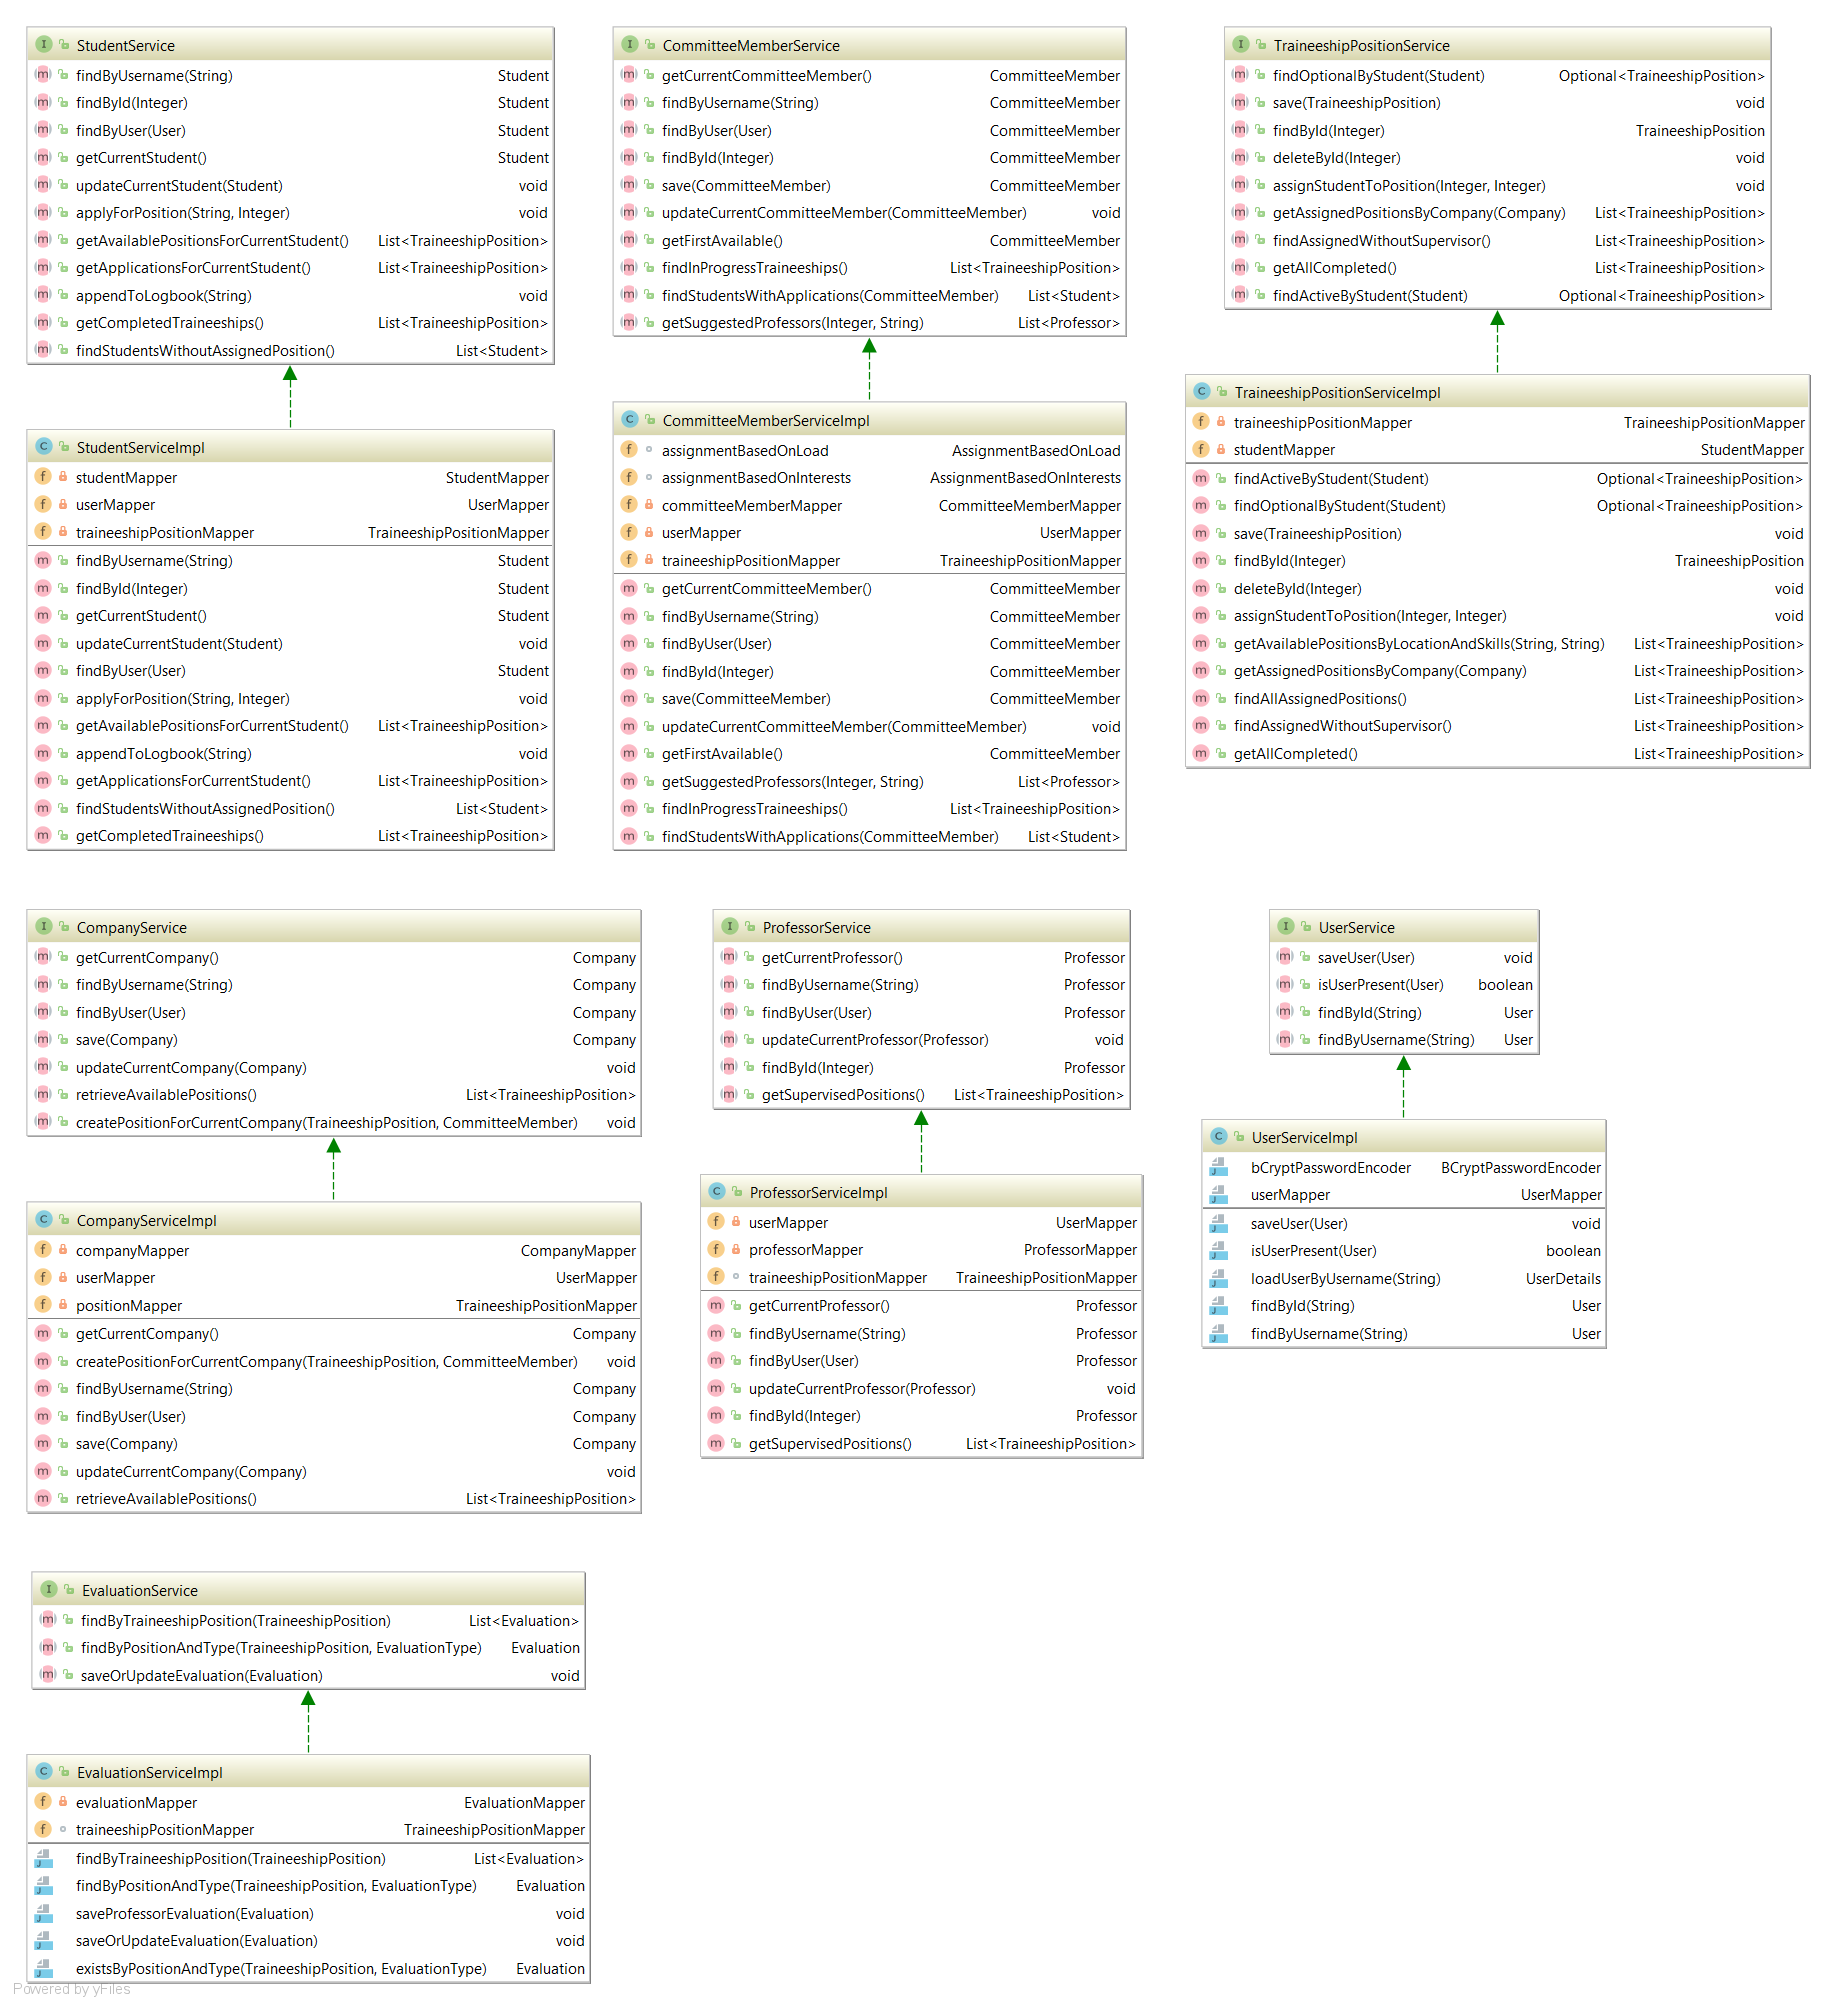 StudentService
findByUsername(String) Student
findById(Integer) Student
findByUser(User) Student
getCurrentStudent() Student
updateCurrentStudent(Student) void
applyForPosition(String, Integer) void
getAvailablePositionsForCurrentStudent() List<TraineeshipPosition>
getApplicationsForCurrentStudent() List<TraineeshipPosition>
appendToLogbook(String) void
getCompletedTraineeships() List<TraineeshipPosition>
findStudentsWithoutAssignedPosition() List<Student>
StudentServiceImpl
studentMapper StudentMapper
userMapper UserMapper
traineeshipPositionMapper TraineeshipPositionMapper
findByUsername(String) Student
findById(Integer) Student
getCurrentStudent() Student
updateCurrentStudent(Student) void
findByUser(User) Student
applyForPosition(String, Integer) void
getAvailablePositionsForCurrentStudent() List<TraineeshipPosition>
appendToLogbook(String) void
getApplicationsForCurrentStudent() List<TraineeshipPosition>
findStudentsWithoutAssignedPosition() List<Student>
getCompletedTraineeships() List<TraineeshipPosition>
CommitteeMemberService
getCurrentCommitteeMember() CommitteeMember
findByUsername(String) CommitteeMember
findByUser(User) CommitteeMember
findById(Integer) CommitteeMember
save(CommitteeMember) CommitteeMember
updateCurrentCommitteeMember(CommitteeMember) void
getFirstAvailable() CommitteeMember
findInProgressTraineeships() List<TraineeshipPosition>
findStudentsWithApplications(CommitteeMember) List<Student>
getSuggestedProfessors(Integer, String) List<Professor>
CommitteeMemberServiceImpl
assignmentBasedOnLoad AssignmentBasedOnLoad
assignmentBasedOnInterests AssignmentBasedOnInterests
committeeMemberMapper CommitteeMemberMapper
userMapper UserMapper
traineeshipPositionMapper TraineeshipPositionMapper
getCurrentCommitteeMember() CommitteeMember
findByUsername(String) CommitteeMember
findByUser(User) CommitteeMember
findById(Integer) CommitteeMember
save(CommitteeMember) CommitteeMember
updateCurrentCommitteeMember(CommitteeMember) void
getFirstAvailable() CommitteeMember
getSuggestedProfessors(Integer, String) List<Professor>
findInProgressTraineeships() List<TraineeshipPosition>
findStudentsWithApplications(CommitteeMember) List<Student>
TraineeshipPositionService
findOptionalByStudent(Student) Optional<TraineeshipPosition>
save(TraineeshipPosition) void
findById(Integer) TraineeshipPosition
deleteById(Integer) void
assignStudentToPosition(Integer, Integer) void
getAssignedPositionsByCompany(Company) List<TraineeshipPosition>
findAssignedWithoutSupervisor() List<TraineeshipPosition>
getAllCompleted() List<TraineeshipPosition>
findActiveByStudent(Student) Optional<TraineeshipPosition>
TraineeshipPositionServiceImpl
traineeshipPositionMapper TraineeshipPositionMapper
studentMapper StudentMapper
findActiveByStudent(Student) Optional<TraineeshipPosition>
findOptionalByStudent(Student) Optional<TraineeshipPosition>
save(TraineeshipPosition) void
findById(Integer) TraineeshipPosition
deleteById(Integer) void
assignStudentToPosition(Integer, Integer) void
getAvailablePositionsByLocationAndSkills(String, String) List<TraineeshipPosition>
getAssignedPositionsByCompany(Company) List<TraineeshipPosition>
findAllAssignedPositions() List<TraineeshipPosition>
findAssignedWithoutSupervisor() List<TraineeshipPosition>
getAllCompleted() List<TraineeshipPosition>
CompanyService
getCurrentCompany() Company
findByUsername(String) Company
findByUser(User) Company
save(Company) Company
updateCurrentCompany(Company) void
retrieveAvailablePositions() List<TraineeshipPosition>
createPositionForCurrentCompany(TraineeshipPosition, CommitteeMember) void
CompanyServiceImpl
companyMapper CompanyMapper
userMapper UserMapper
positionMapper TraineeshipPositionMapper
getCurrentCompany() Company
createPositionForCurrentCompany(TraineeshipPosition, CommitteeMember) void
findByUsername(String) Company
findByUser(User) Company
save(Company) Company
updateCurrentCompany(Company) void
retrieveAvailablePositions() List<TraineeshipPosition>
ProfessorService
getCurrentProfessor() Professor
findByUsername(String) Professor
findByUser(User) Professor
updateCurrentProfessor(Professor) void
findById(Integer) Professor
getSupervisedPositions() List<TraineeshipPosition>
ProfessorServiceImpl
userMapper UserMapper
professorMapper ProfessorMapper
traineeshipPositionMapper TraineeshipPositionMapper
getCurrentProfessor() Professor
findByUsername(String) Professor
findByUser(User) Professor
updateCurrentProfessor(Professor) void
findById(Integer) Professor
getSupervisedPositions() List<TraineeshipPosition>
UserService
saveUser(User) void
isUserPresent(User) boolean
findById(String) User
findByUsername(String) User
UserServiceImpl
bCryptPasswordEncoder BCryptPasswordEncoder
userMapper UserMapper
saveUser(User) void
isUserPresent(User) boolean
loadUserByUsername(String) UserDetails
findById(String) User
findByUsername(String) User
EvaluationService
findByTraineeshipPosition(TraineeshipPosition) List<Evaluation>
findByPositionAndType(TraineeshipPosition, EvaluationType) Evaluation
saveOrUpdateEvaluation(Evaluation) void
EvaluationServiceImpl
evaluationMapper EvaluationMapper
traineeshipPositionMapper TraineeshipPositionMapper
findByTraineeshipPosition(TraineeshipPosition) List<Evaluation>
findByPositionAndType(TraineeshipPosition, EvaluationType) Evaluation
saveProfessorEvaluation(Evaluation) void
saveOrUpdateEvaluation(Evaluation) void
existsByPositionAndType(TraineeshipPosition, EvaluationType) Evaluation
Powered by yFiles